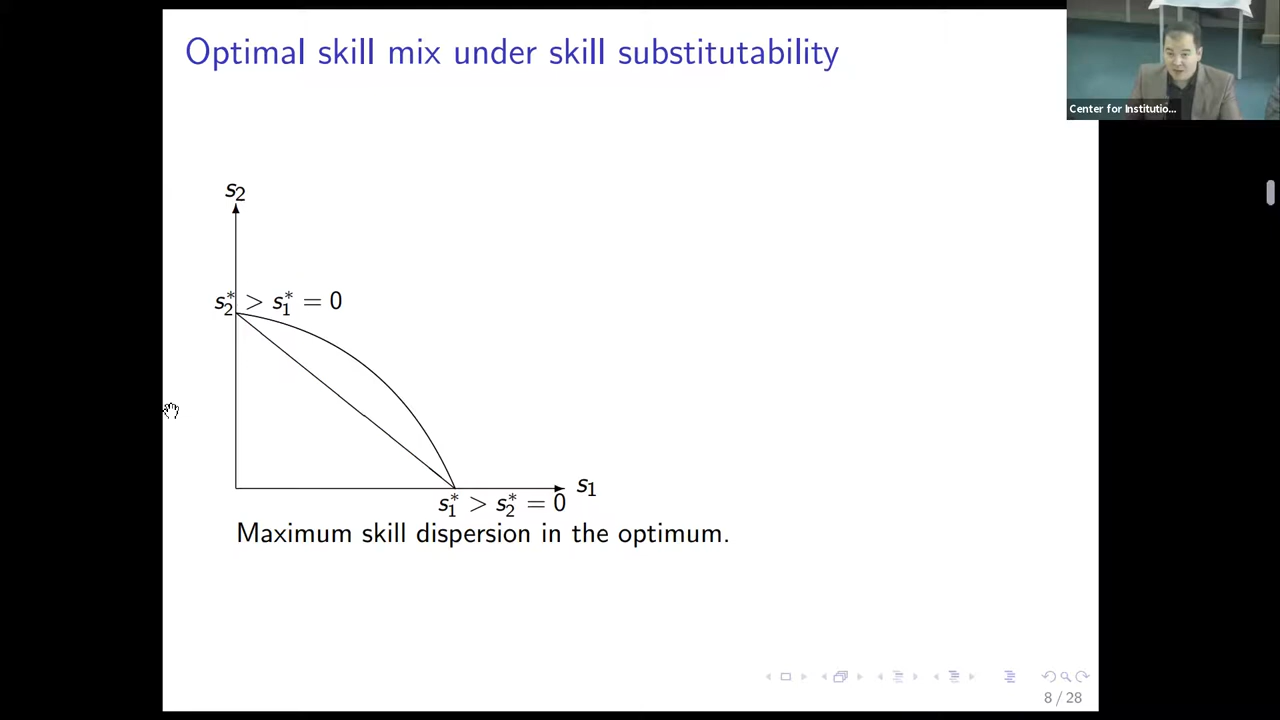 Optimal skill mix under skill substitutability
Center for Institutio...
s₂
s₂* > s₁* = 0
s₁
s₁* > s₂* = 0
Maximum skill dispersion in the optimum.
8 / 28